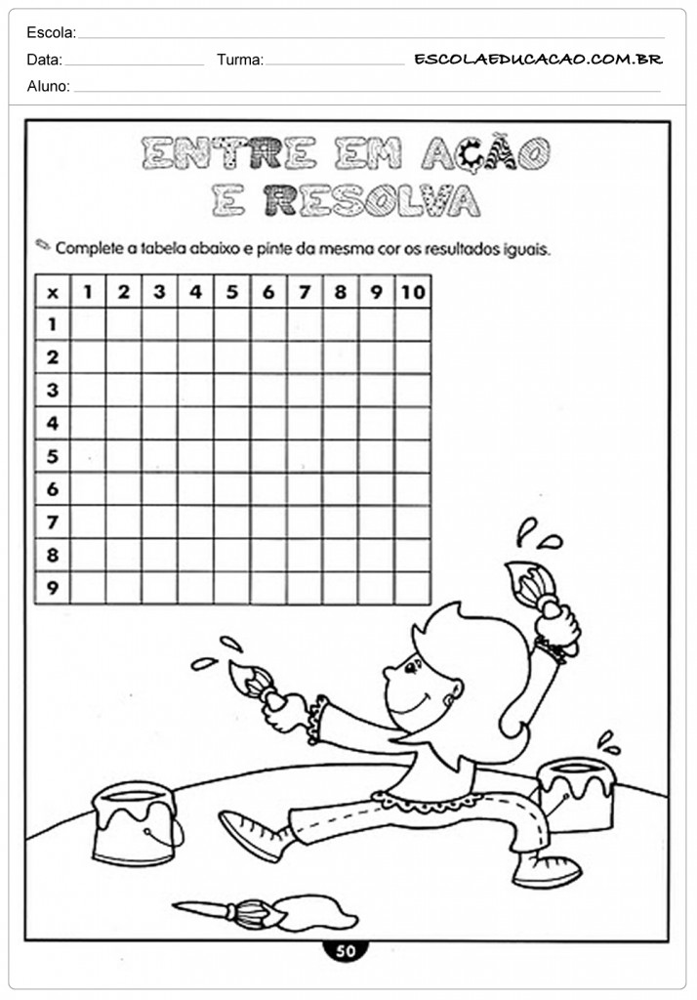 Escola:
Data: Turma: ESCOLAEDUCACAO.COM.BR
Aluno:
ENTRE EM AÇÃO
E RESOLVA
Complete a tabela abaixo e pinte da mesma cor os resultados iguais.
x 1 2 3 4 5 6 7 8 9 10
1
2
3
4
5
6
7
8
9
50